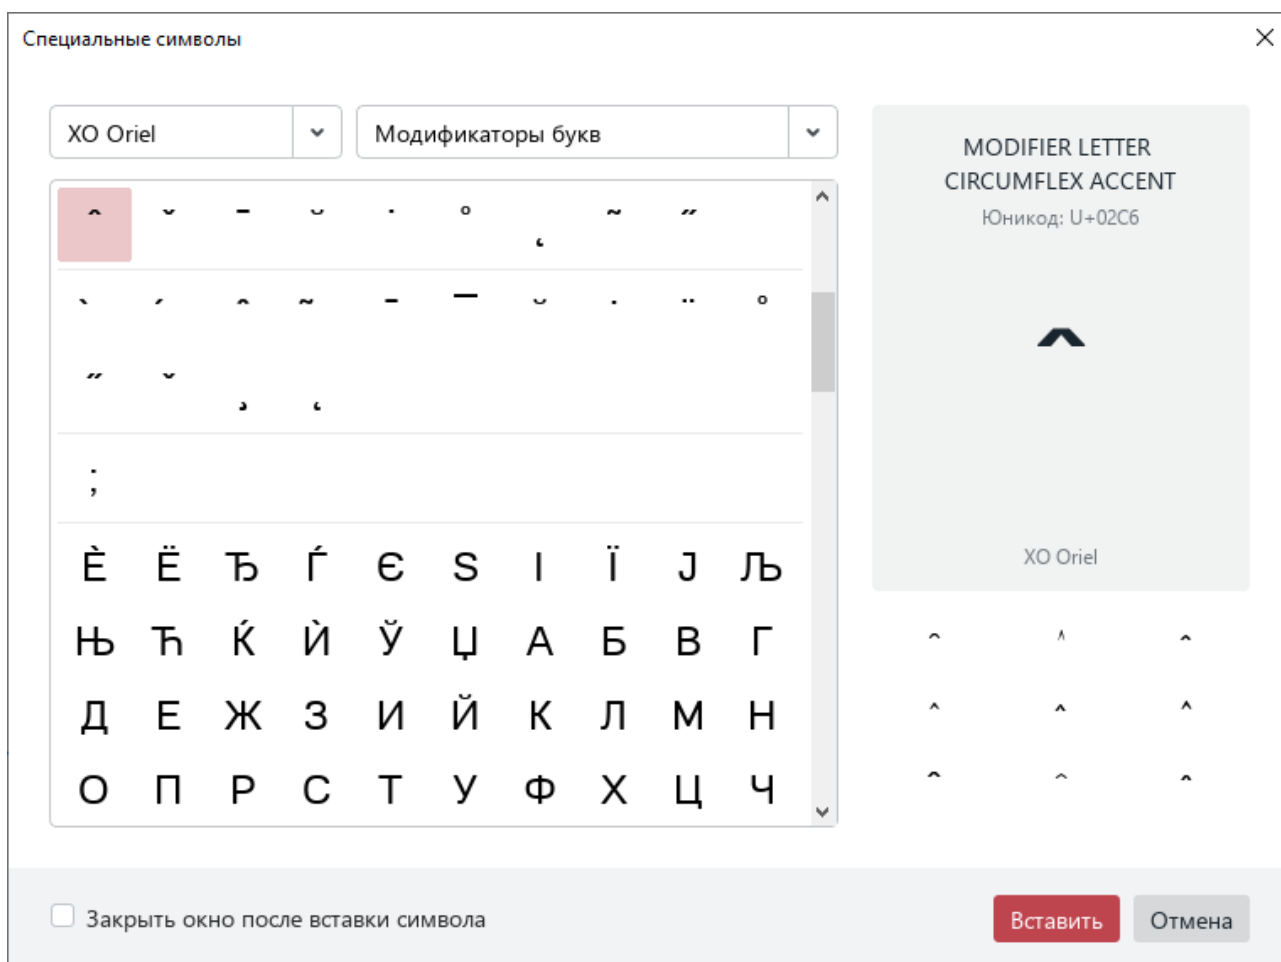 Специальные символы
XO Oriel
Модификаторы букв
ˆ ˇ ˉ ˘ ˙ ˚ ˛ ˜ ˝
̀ ́ ̂ ̃ ̄ ̅ ̆ ̇ ̈ ̊
̋ ̌ ̧ ̨
;
Ѐ Ё Ђ Ѓ Є Ѕ І Ї Ј Љ
Њ Ћ Ќ Ѝ Ў Џ А Б В Г
Д Е Ж З И Й К Л М Н
О П Р С Т У Ф Х Ц Ч
MODIFIER LETTER
CIRCUMFLEX ACCENT
Юникод: U+02C6
ˆ
XO Oriel
ˆ ˆ ˆ
ˆ ˆ ˆ
ˆ ˆ ˆ
Закрыть окно после вставки символа
Вставить
Отмена